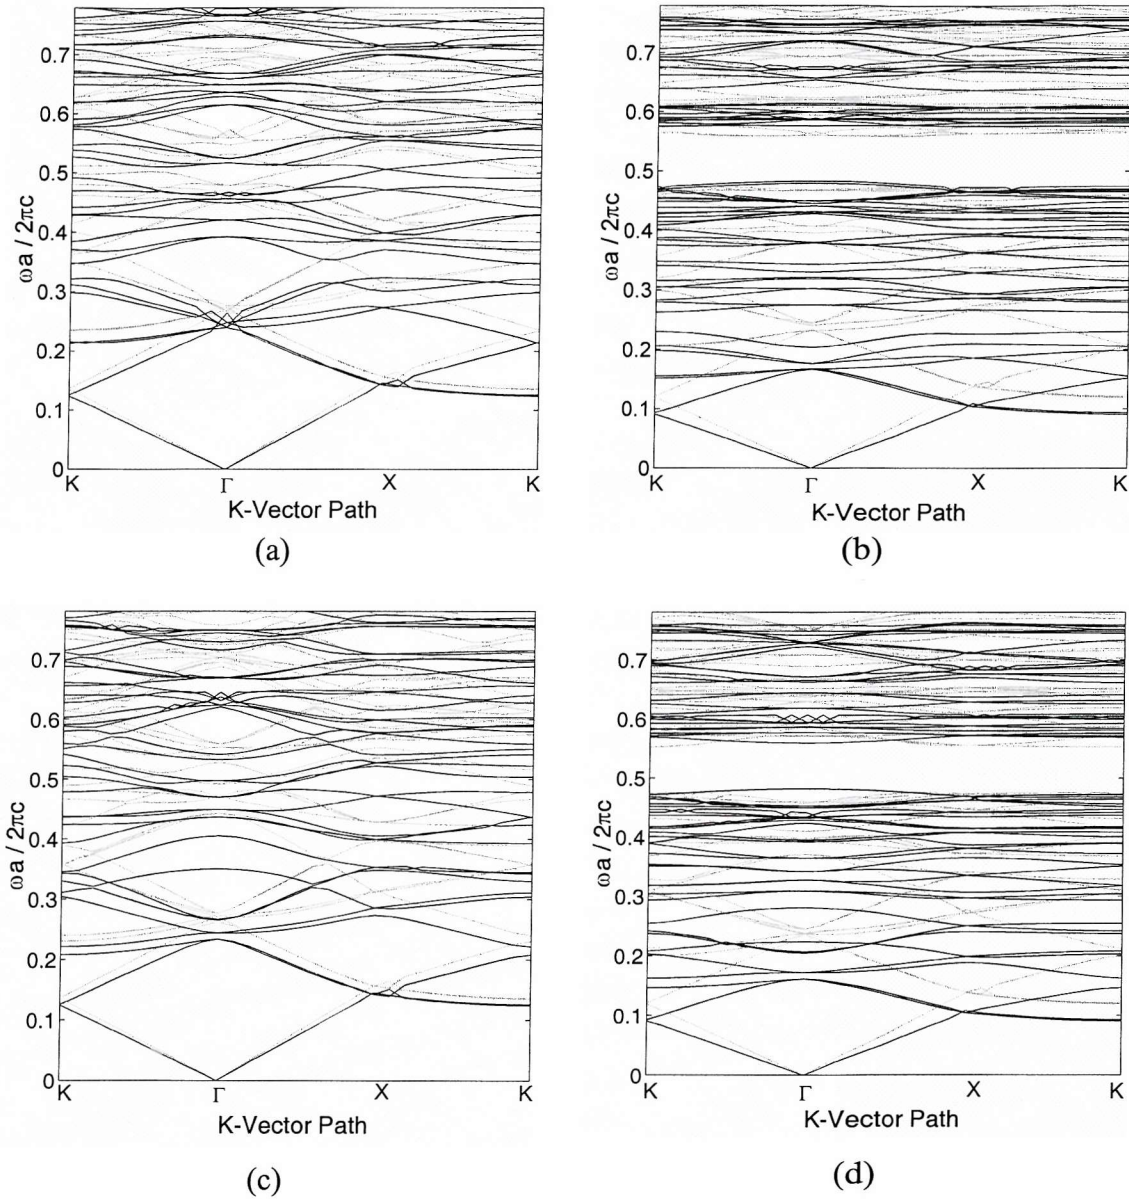 0.7
0.6
0.5
0.4
0.3
0.2
0.1
0
ωa / 2πc
K Γ X K
K-Vector Path
(a)
0.7
0.6
0.5
0.4
0.3
0.2
0.1
0
ωa / 2πc
K Γ X K
K-Vector Path
(b)
0.7
0.6
0.5
0.4
0.3
0.2
0.1
0
ωa / 2πc
K Γ X K
K-Vector Path
(c)
0.7
0.6
0.5
0.4
0.3
0.2
0.1
0
ωa / 2πc
K Γ X K
K-Vector Path
(d)